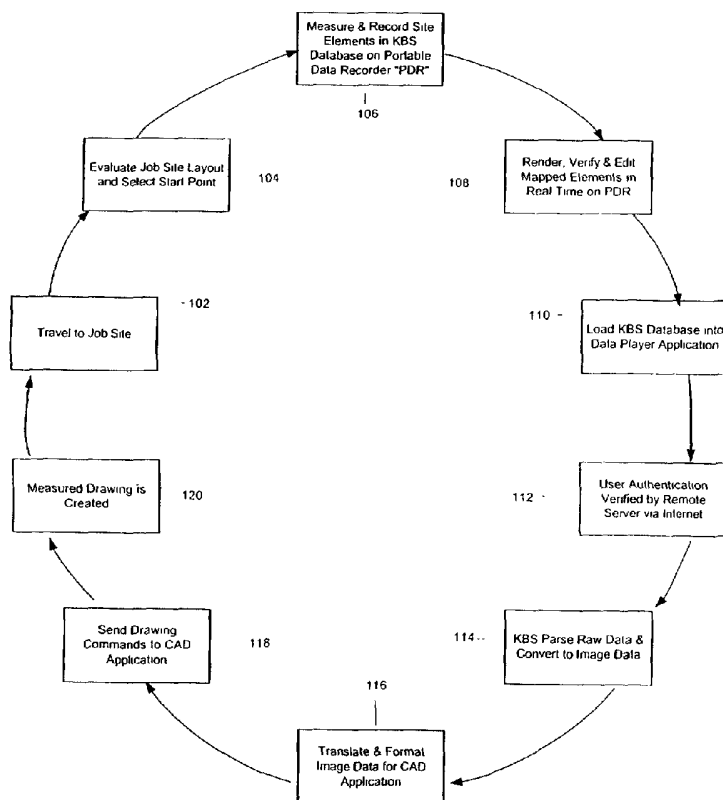 Measure & Record Site
Elements in KBS
Database on Portable
Data Recorder "PDR"
106
Evaluate Job Site Layout
and Select Start Point
104
108
Render, Verify & Edit
Mapped Elements in
Real Time on PDR
102
Travel to Job Site
110
Load KBS Database into
Data Player Application
Measured Drawing is
Created
120
112
User Authentication
Verified by Remote
Server via Internet
Send Drawing
Commands to CAD
Application
118
114
KBS Parse Raw Data &
Convert to Image Data
116
Translate & Format
Image Data for CAD
Application